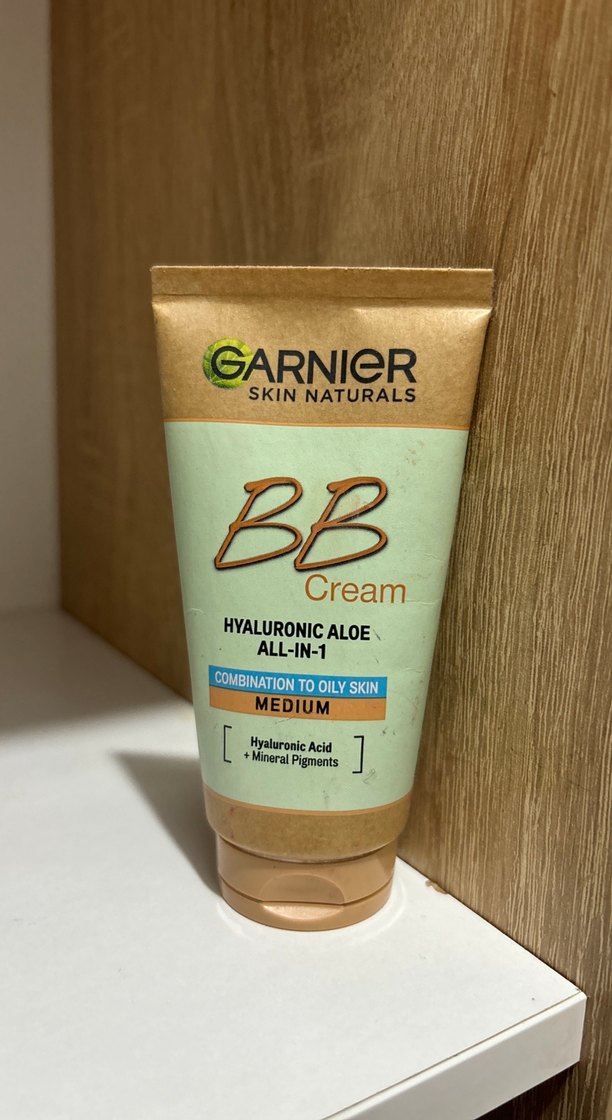 GARNIER
SKIN NATURALS
BB
Cream
HYALURONIC ALOE
ALL-IN-1
COMBINATION TO OILY SKIN
MEDIUM
Hyaluronic Acid
+ Mineral Pigments